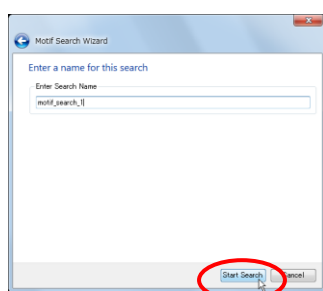 Motif Search Wizard
Enter a name for this search
Enter Search Name
motif_search_1
Start Search
Cancel